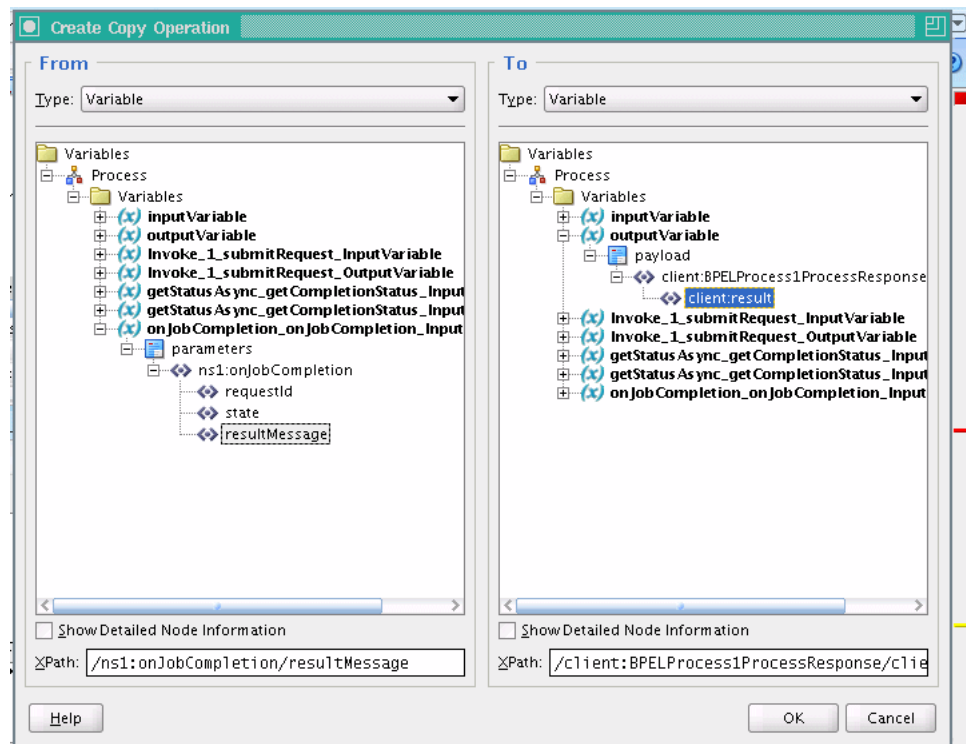 Create Copy Operation
From
Type: Variable
Variables
Process
Variables
inputVariable
outputVariable
Invoke_1_submitRequest_InputVariable
Invoke_1_submitRequest_OutputVariable
getStatusAsync_getCompletionStatus_Input
getStatusAsync_getCompletionStatus_Input
onJobCompletion_onJobCompletion_Input
parameters
ns1:onJobCompletion
requestId
state
resultMessage
Show Detailed Node Information
XPath: /ns1:onJobCompletion/resultMessage
To
Type: Variable
Variables
Process
Variables
inputVariable
outputVariable
payload
client:BPELProcess1ProcessResponse
client:result
Invoke_1_submitRequest_InputVariable
Invoke_1_submitRequest_OutputVariable
getStatusAsync_getCompletionStatus_Input
getStatusAsync_getCompletionStatus_Input
onJobCompletion_onJobCompletion_Input
Show Detailed Node Information
XPath: /client:BPELProcess1ProcessResponse/clie
Help
OK
Cancel